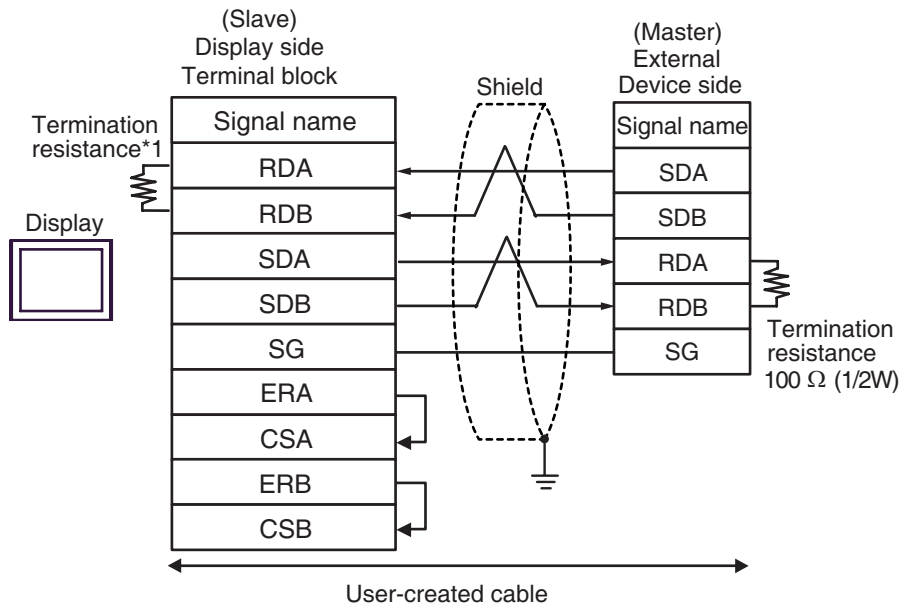 (Slave)
Display side
Terminal block
(Master)
External
Device side
Shield
Termination
resistance*1
Display
Signal name
RDA
RDB
SDA
SDB
SG
ERA
CSA
ERB
CSB
Signal name
SDA
SDB
RDA
RDB
SG
Termination
resistance
100 Ω (1/2W)
User-created cable